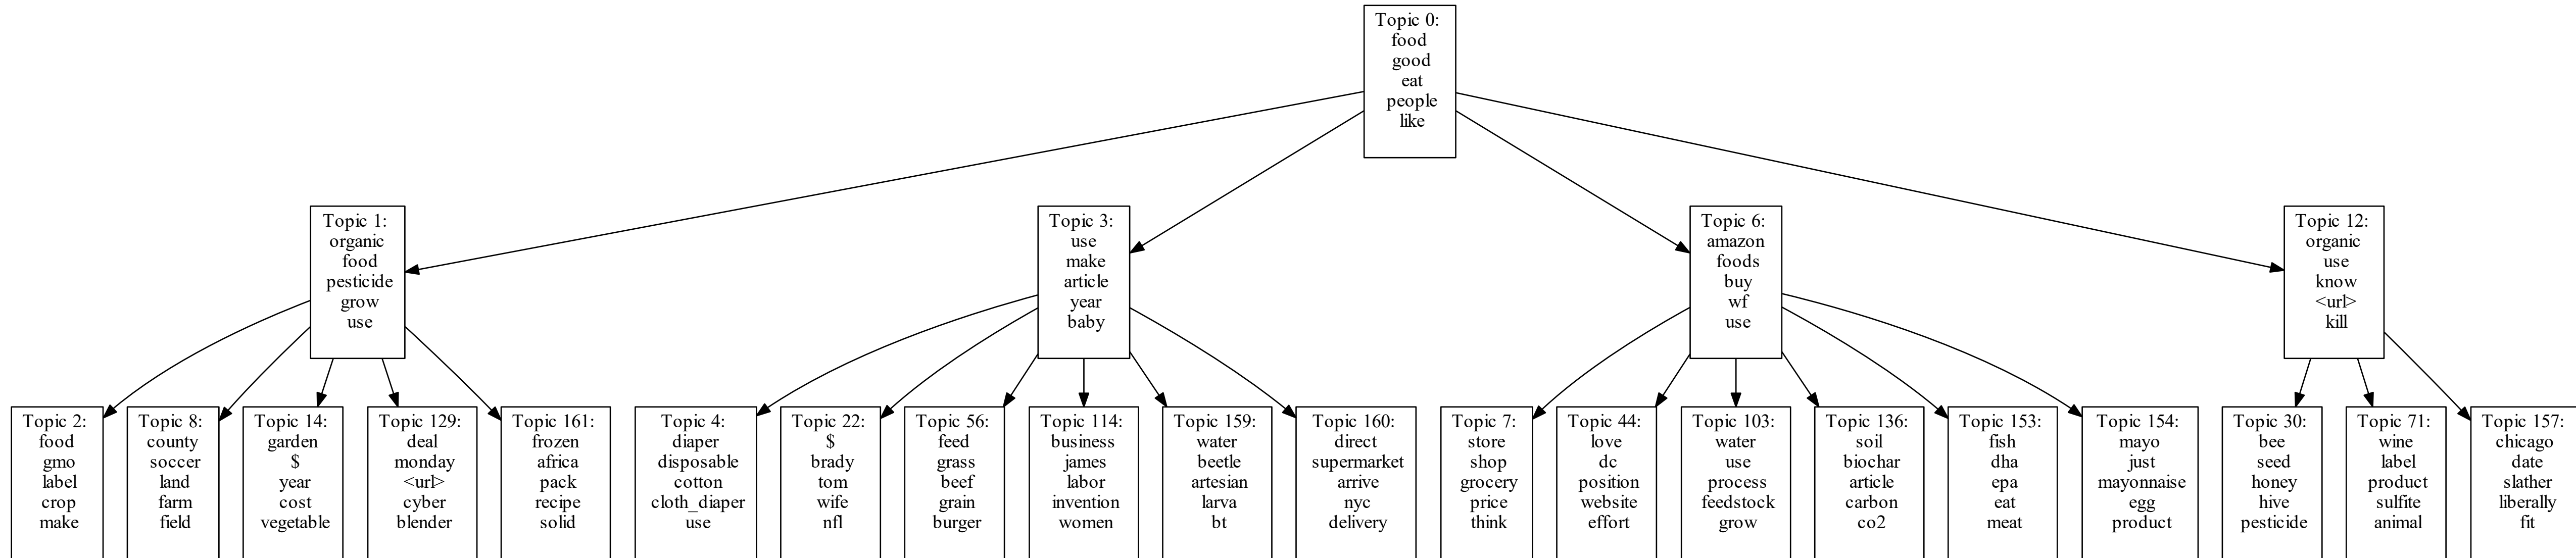 Topic 0:
food
good
eat
people
like
Topic 1:
organic
food
pesticide
grow
use
Topic 3:
use
make
article
year
baby
Topic 6:
amazon
foods
buy
wf
use
Topic 12:
organic
use
know
<url>
kill
Topic 2:
food
gmo
label
crop
make
Topic 8:
county
soccer
land
farm
field
Topic 14:
garden
$
year
cost
vegetable
Topic 129:
deal
monday
<url>
cyber
blender
Topic 161:
frozen
africa
pack
recipe
solid
Topic 4:
diaper
disposable
cotton
cloth_diaper
use
Topic 22:
$
brady
tom
wife
nfl
Topic 56:
feed
grass
beef
grain
burger
Topic 114:
business
james
labor
invention
women
Topic 159:
water
beetle
artesian
larva
bt
Topic 160:
direct
supermarket
arrive
nyc
delivery
Topic 7:
store
shop
grocery
price
think
Topic 44:
love
dc
position
website
effort
Topic 103:
water
use
process
feedstock
grow
Topic 136:
soil
biochar
article
carbon
co2
Topic 153:
fish
dha
epa
eat
meat
Topic 154:
mayo
just
mayonnaise
egg
product
Topic 30:
bee
seed
honey
hive
pesticide
Topic 71:
wine
label
product
sulfite
animal
Topic 157:
chicago
date
slather
liberally
fit